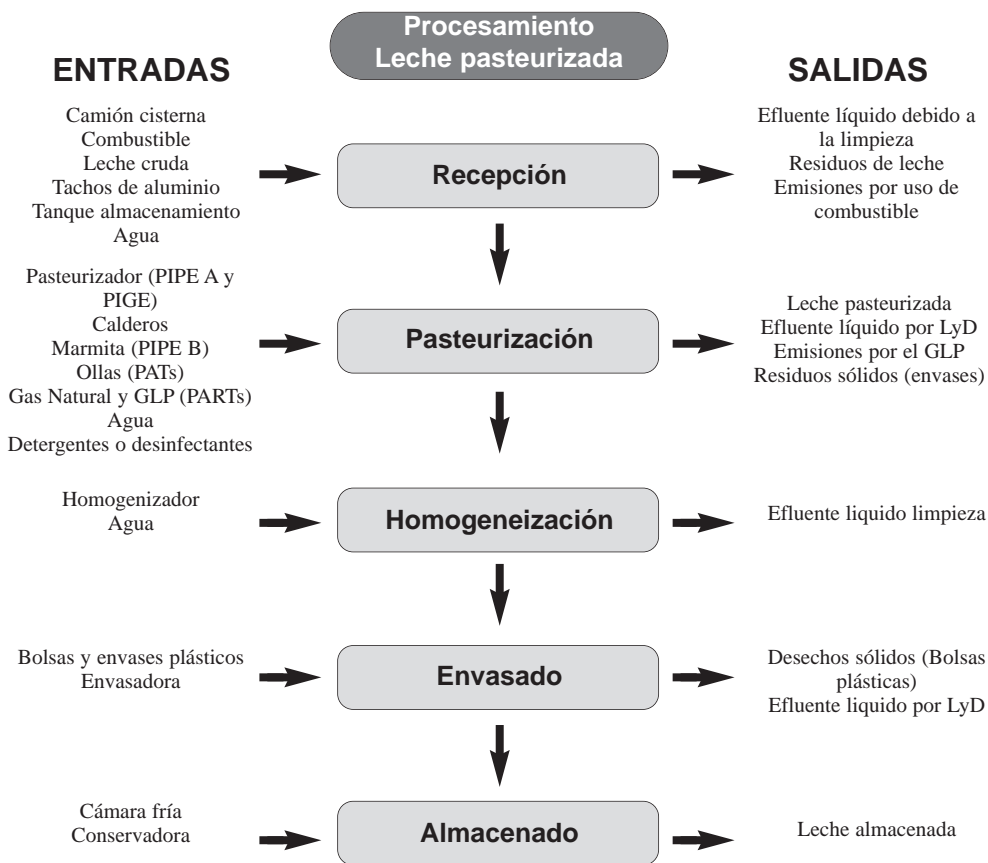 Procesamiento
Leche pasteurizada
ENTRADAS
SALIDAS
Camión cisterna
Combustible
Leche cruda
Tachos de aluminio
Tanque almacenamiento
Agua
Recepción
Efluente líquido debido a
la limpieza
Residuos de leche
Emisiones por uso de
combustible
Pasteurizador (PIPE A y
PIGE)
Calderos
Marmita (PIPE B)
Ollas (PATs)
Gas Natural y GLP (PARTs)
Agua
Detergentes o desinfectantes
Pasteurización
Leche pasteurizada
Efluente líquido por LyD
Emisiones por el GLP
Residuos sólidos (envases)
Homogenizador
Agua
Homogeneización
Efluente liquido limpieza
Bolsas y envases plásticos
Envasadora
Envasado
Desechos sólidos (Bolsas
plásticas)
Efluente liquido por LyD
Cámara fría
Conservadora
Almacenado
Leche almacenada